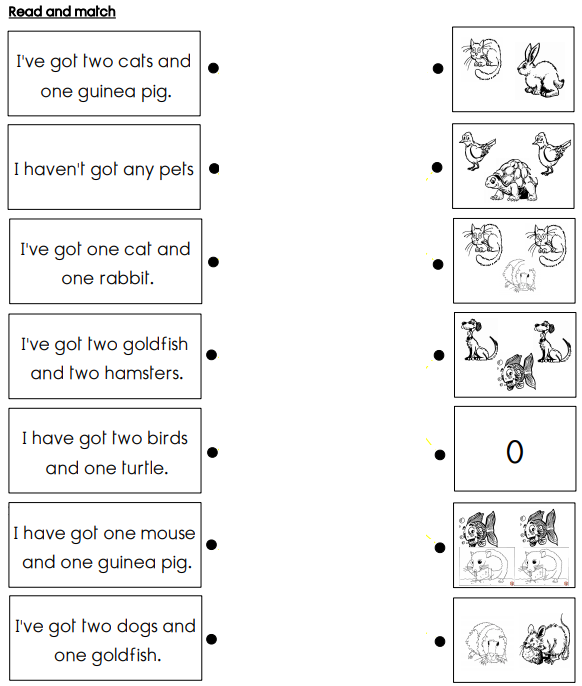 Read and match
I've got two cats and
one guinea pig.
I haven't got any pets
I've got one cat and
one rabbit.
I've got two goldfish
and two hamsters.
I have got two birds
and one turtle.
0
I have got one mouse
and one guinea pig.
I've got two dogs and
one goldfish.